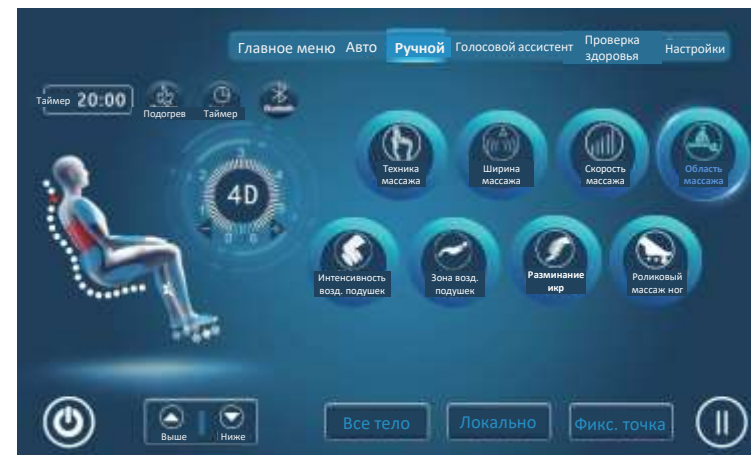 Главное меню Авто Ручной Голосовой ассистент Проверка здоровья Настройки
Таймер 20:00
Подогрев Таймер
4D
Техника массажа
Ширина массажа
Скорость массажа
Область массажа
Интенсивность возд. подушек
Зона возд. подушек
Разминание икр
Роликовый массаж ног
Выше Ниже
Все тело Локально Фикс. точка